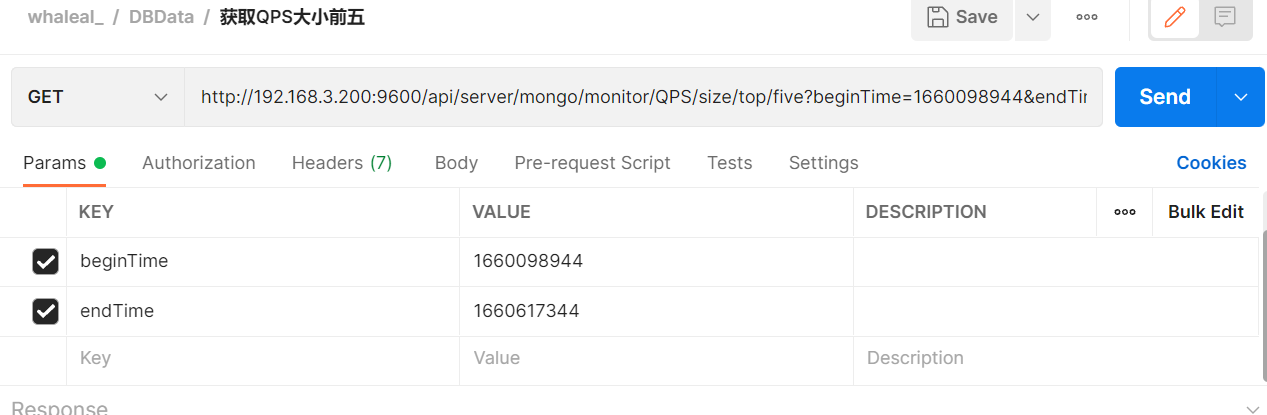 whaleal_ / DBData / 获取QPS大小前五
Save
GET
http://192.168.3.200:9600/api/server/mongo/monitor/QPS/size/top/five?beginTime=1660098944&endTin
Send
Params Authorization Headers (7) Body Pre-request Script Tests Settings Cookies
KEY VALUE DESCRIPTION Bulk Edit
beginTime 1660098944
endTime 1660617344
Key Value Description
Response